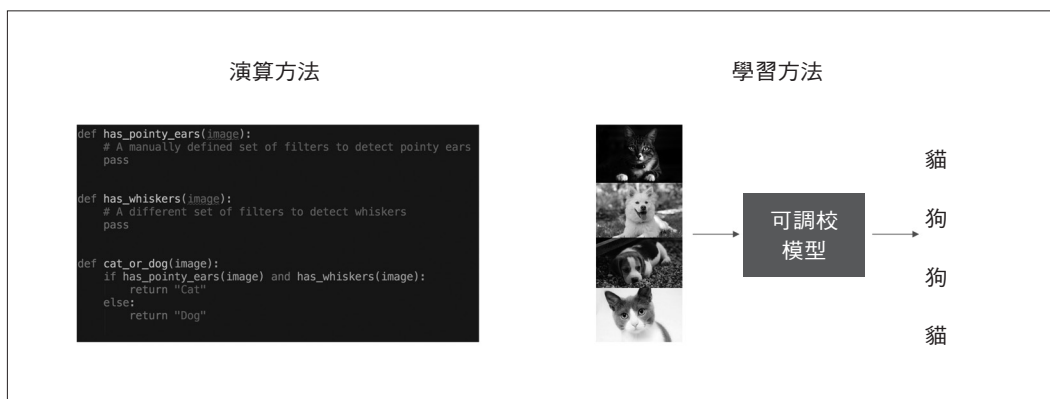 演算方法
def has_pointy_ears(image):
    # A manually defined set of filters to detect pointy ears
    pass
def has_whiskers(image):
    # A different set of filters to detect whiskers
    pass
def cat_or_dog(image):
    if has_pointy_ears(image) and has_whiskers(image):
        return "Cat"
    else:
        return "Dog"
學習方法
可調校
模型
貓
狗
狗
貓